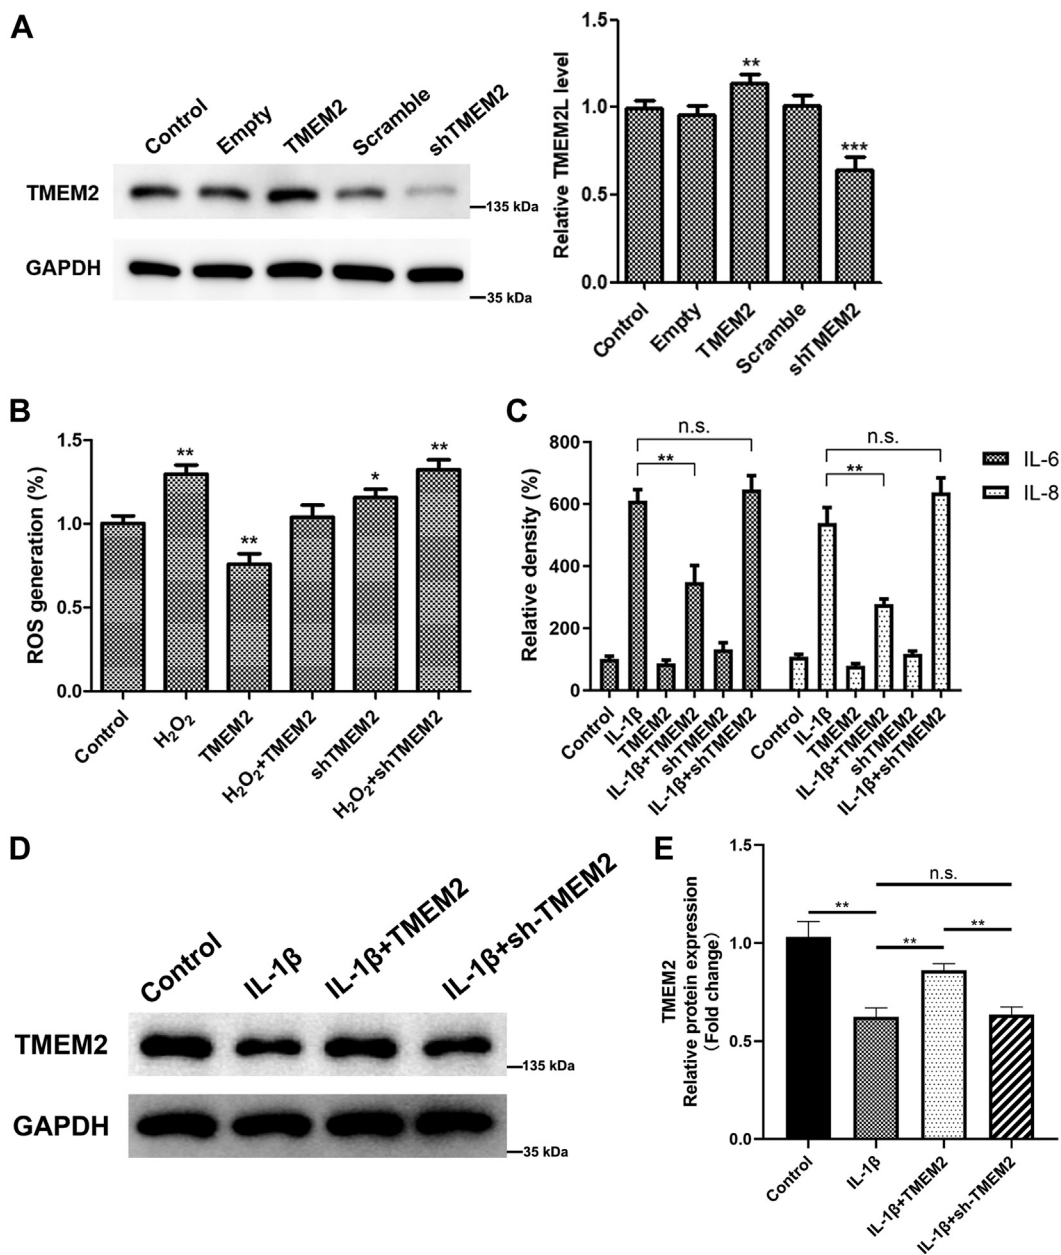 A
Control
Empty
TMEM2
Scramble
shTMEM2
TMEM2
135 kDa
GAPDH
35 kDa
Relative TMEM2L level
1.5
1.0
0.5
0.0
**
***
Control
Empty
TMEM2
Scramble
shTMEM2
B
ROS generation (%)
1.5
1.0
0.5
0.0
**
**
*
**
Control
H₂O₂
TMEM2
H₂O₂+TMEM2
shTMEM2
H₂O₂+shTMEM2
C
Relative density (%)
800
600
400
200
0
n.s.
**
n.s.
**
IL-6
IL-8
Control
IL-1β
TMEM2
IL-1β+TMEM2
shTMEM2
IL-1β+shTMEM2
Control
IL-1β
TMEM2
IL-1β+TMEM2
shTMEM2
IL-1β+shTMEM2
D
Control
IL-1β
IL-1β+TMEM2
IL-1β+sh-TMEM2
TMEM2
135 kDa
GAPDH
35 kDa
E
TMEM2
Relative protein expression
(Fold change)
1.5
1.0
0.5
0.0
n.s.
**
**
**
Control
IL-1β
IL-1β+TMEM2
IL-1β+sh-TMEM2